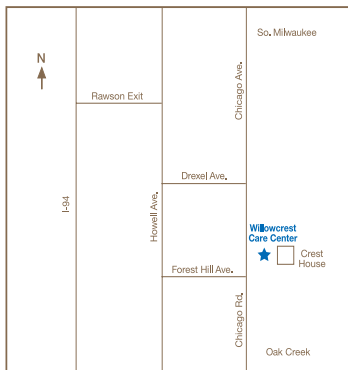 So. Milwaukee
N
Chicago Ave.
Rawson Exit
Drexel Ave.
I-94
Howell Ave.
Willowcrest
Care Center
Crest
House
Forest Hill Ave.
Chicago Rd.
Oak Creek